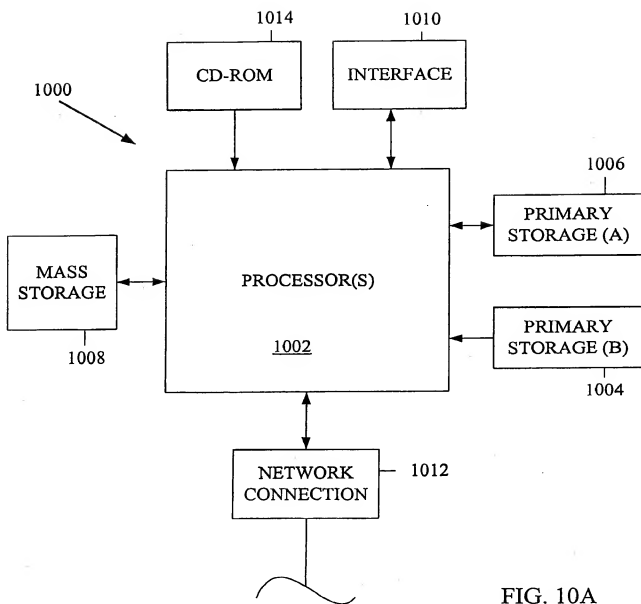 1014
1010
CD-ROM
INTERFACE
1000
1006
PRIMARY
STORAGE (A)
MASS
STORAGE
1008
PROCESSOR(S)
1002
PRIMARY
STORAGE (B)
1004
NETWORK
CONNECTION
1012
FIG. 10A